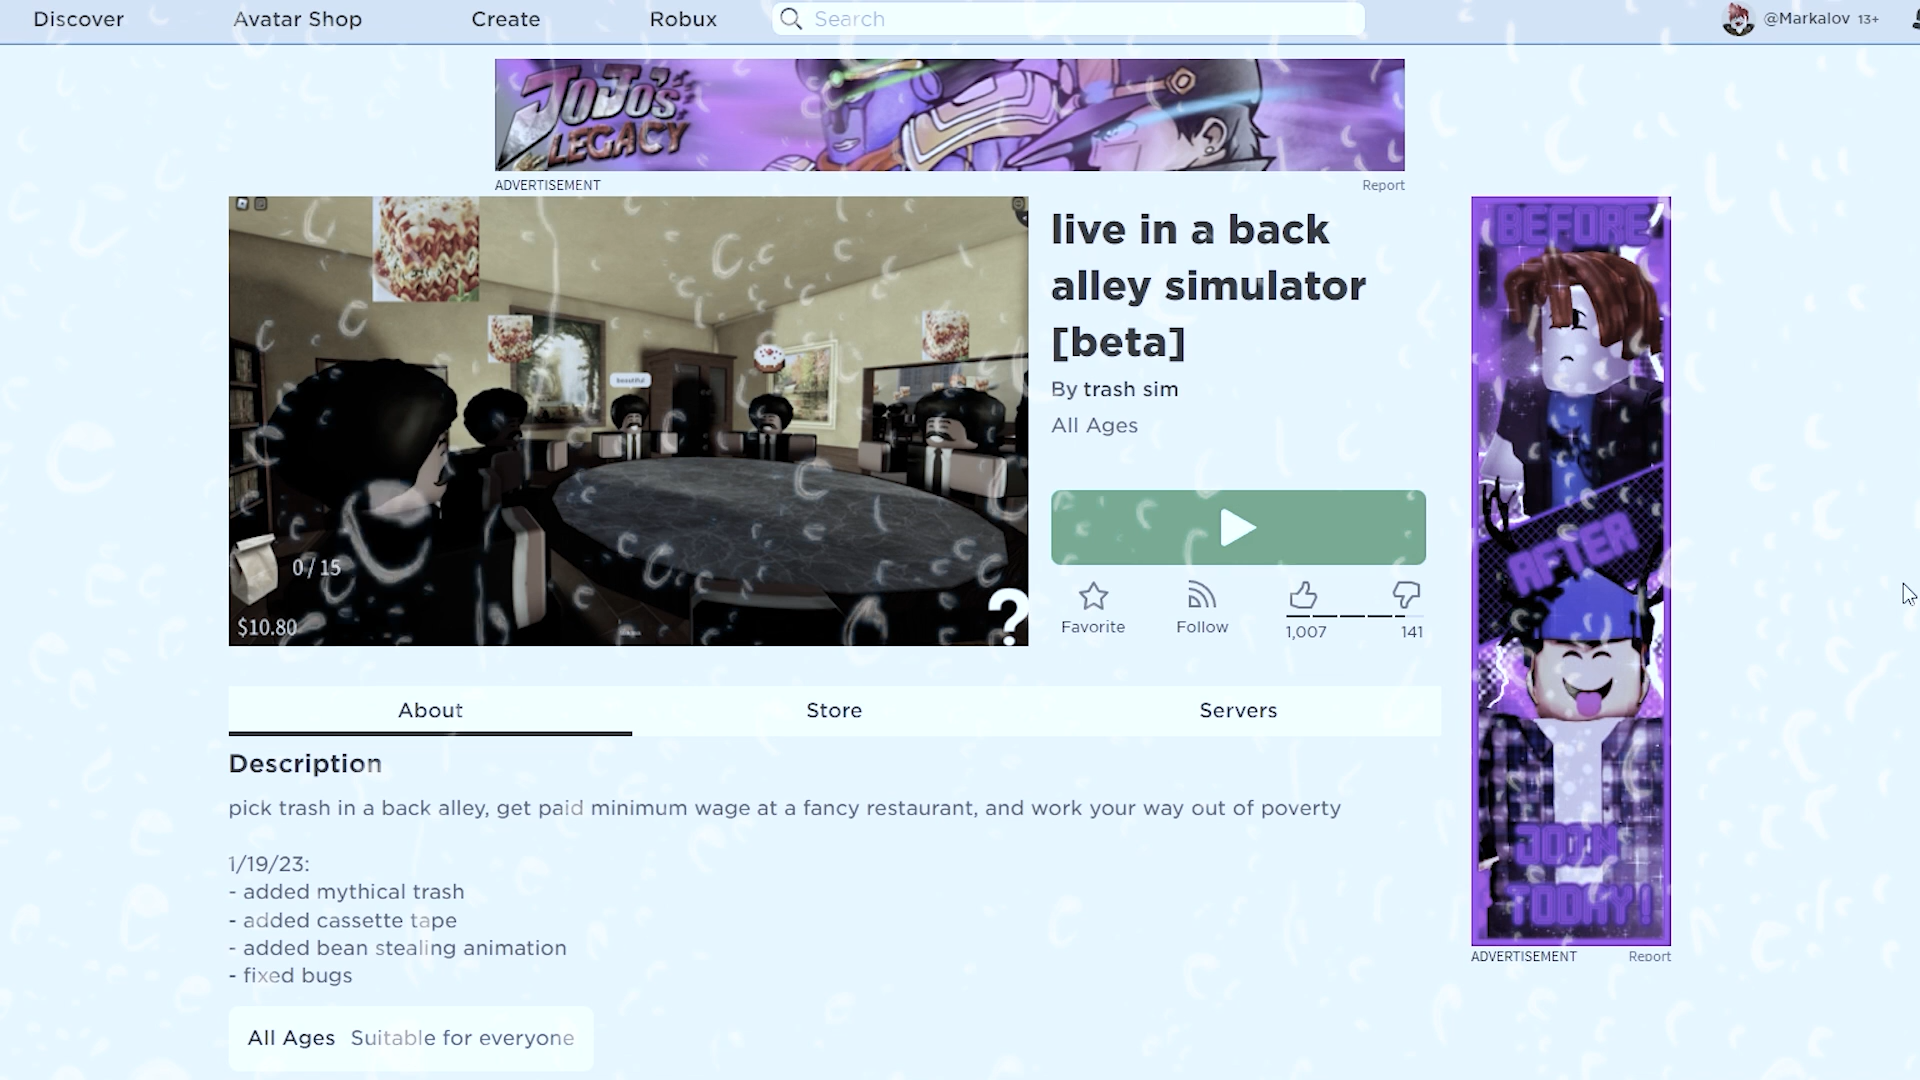 Discover
Avatar Shop
Create
Robux
Search
@Markalov 13+
JOJO'S
LEGACY
ADVERTISEMENT
Report
beautiful
0 / 15
$10.80
?
live in a back
alley simulator
[beta]
By trash sim
All Ages
Favorite
Follow
1,007
141
BEFORE
AFTER
JOIN
TODAY!
ADVERTISEMENT
Report
About
Store
Servers
Description
pick trash in a back alley, get paid minimum wage at a fancy restaurant, and work your way out of poverty
1/19/23:
- added mythical trash
- added cassette tape
- added bean stealing animation
- fixed bugs
All Ages Suitable for everyone